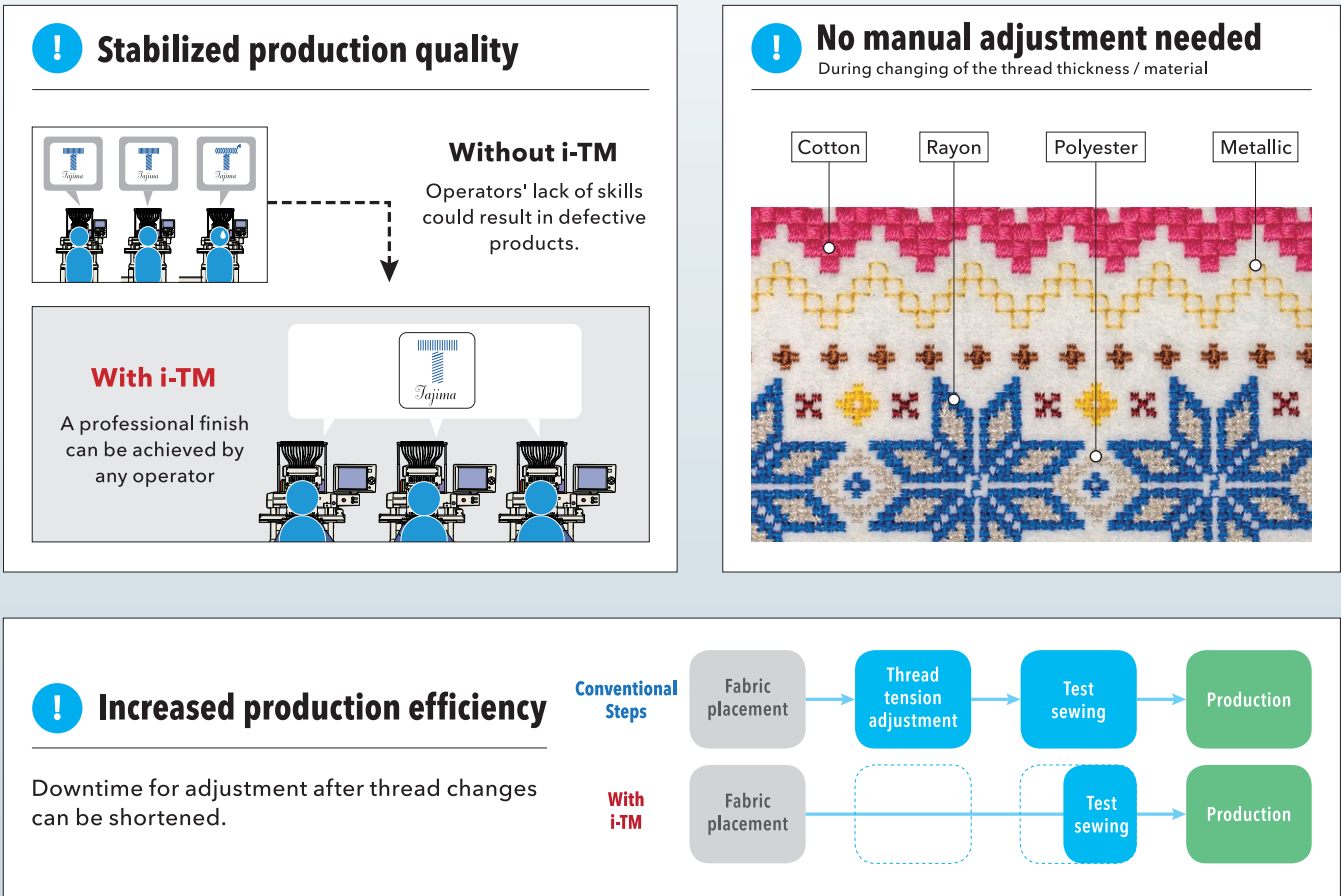 ! Stabilized production quality
T T T
Tajima Tajima Tajima
Without i-TM
Operators' lack of skills
could result in defective
products.
With i-TM
A professional finish
can be achieved by
any operator
T
Tajima
! No manual adjustment needed
During changing of the thread thickness / material
Cotton Rayon Polyester Metallic
! Increased production efficiency
Downtime for adjustment after thread changes
can be shortened.
Conventional
Steps
Fabric
placement
Thread
tension
adjustment
Test
sewing
Production
With
i-TM
Fabric
placement
Test
sewing
Production